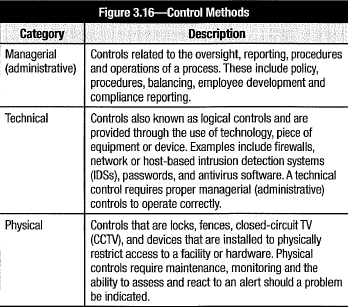 Figure 3.16—Control Methods
Category Description
Managerial Controls related to the oversight, reporting, procedures
(administrative) and operations of a process. These include policy,
procedures, balancing, employee development and
compliance reporting.
Technical Controls also known as logical controls and are
provided through the use of technology, piece of
equipment or device. Examples include firewalls,
network or host-based intrusion detection systems
(IDSs), passwords, and antivirus software. A technical
control requires proper managerial (administrative)
controls to operate correctly.
Physical Controls that are locks, fences, closed-circuit TV
(CCTV), and devices that are installed to physically
restrict access to a facility or hardware. Physical
controls require maintenance, monitoring and the
ability to assess and react to an alert should a problem
be indicated.